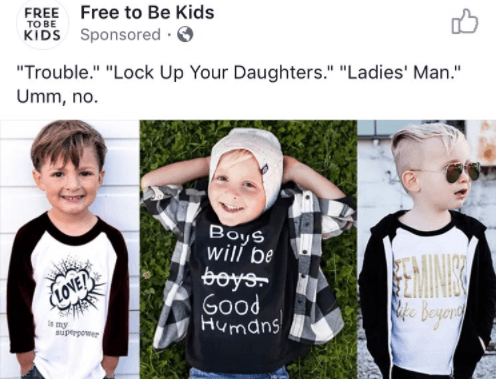 FREE
TO BE
KIDS
Free to Be Kids
Sponsored ·
"Trouble." "Lock Up Your Daughters." "Ladies' Man."
Umm, no.
LOVE!
is my
superpower
Boys
will be
boys.
Good
Humans!
FEMINIST
like Beyoncé